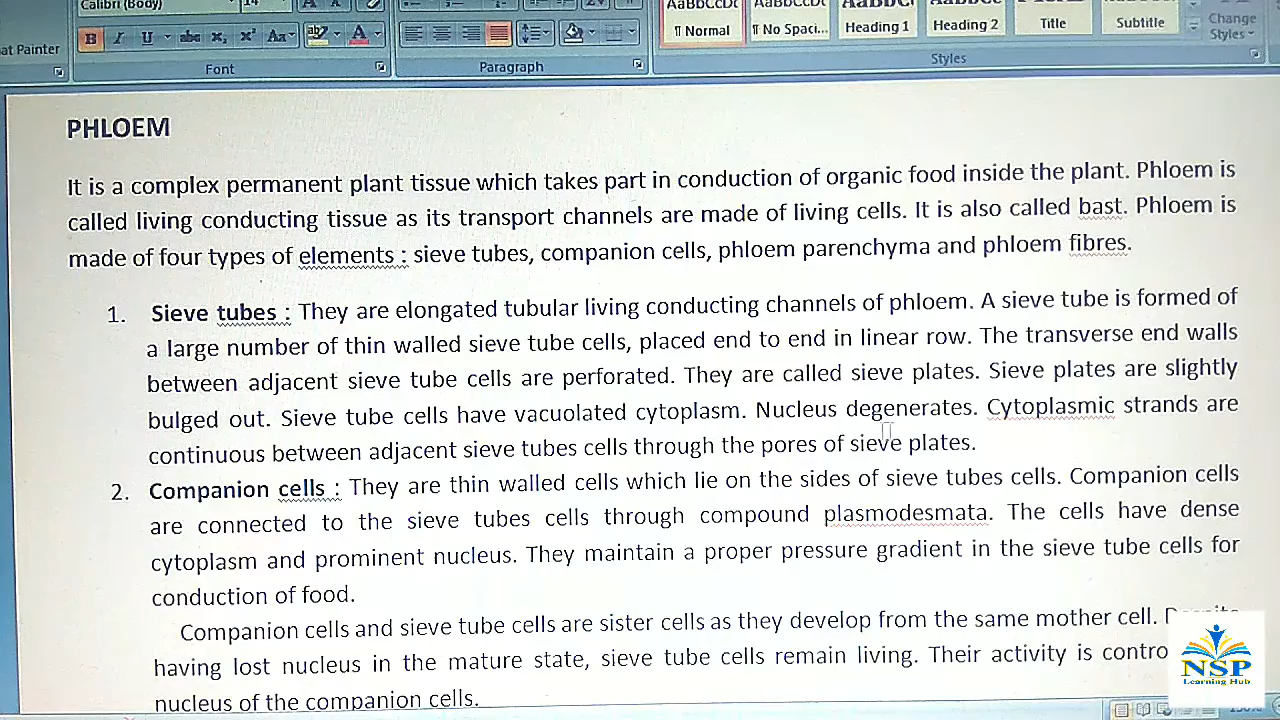 Calibri (Body)
at Painter
B I U abc x₂ x² Aa
Font
Paragraph
AaBbCcDc AaBbCcDc AaBbC
¶ Normal ¶ No Spaci... Heading 1 Heading 2 Title Subtitle
Change Styles
Styles
PHLOEM
It is a complex permanent plant tissue which takes part in conduction of organic food inside the plant. Phloem is
called living conducting tissue as its transport channels are made of living cells. It is also called bast. Phloem is
made of four types of elements : sieve tubes, companion cells, phloem parenchyma and phloem fibres.
1. Sieve tubes : They are elongated tubular living conducting channels of phloem. A sieve tube is formed of
a large number of thin walled sieve tube cells, placed end to end in linear row. The transverse end walls
between adjacent sieve tube cells are perforated. They are called sieve plates. Sieve plates are slightly
bulged out. Sieve tube cells have vacuolated cytoplasm. Nucleus degenerates. Cytoplasmic strands are
continuous between adjacent sieve tubes cells through the pores of sieve plates.
2. Companion cells : They are thin walled cells which lie on the sides of sieve tubes cells. Companion cells
are connected to the sieve tubes cells through compound plasmodesmata. The cells have dense
cytoplasm and prominent nucleus. They maintain a proper pressure gradient in the sieve tube cells for
conduction of food.
Companion cells and sieve tube cells are sister cells as they develop from the same mother cell.
having lost nucleus in the mature state, sieve tube cells remain living. Their activity is contro
nucleus of the companion cells.
NSP
Learning Hub